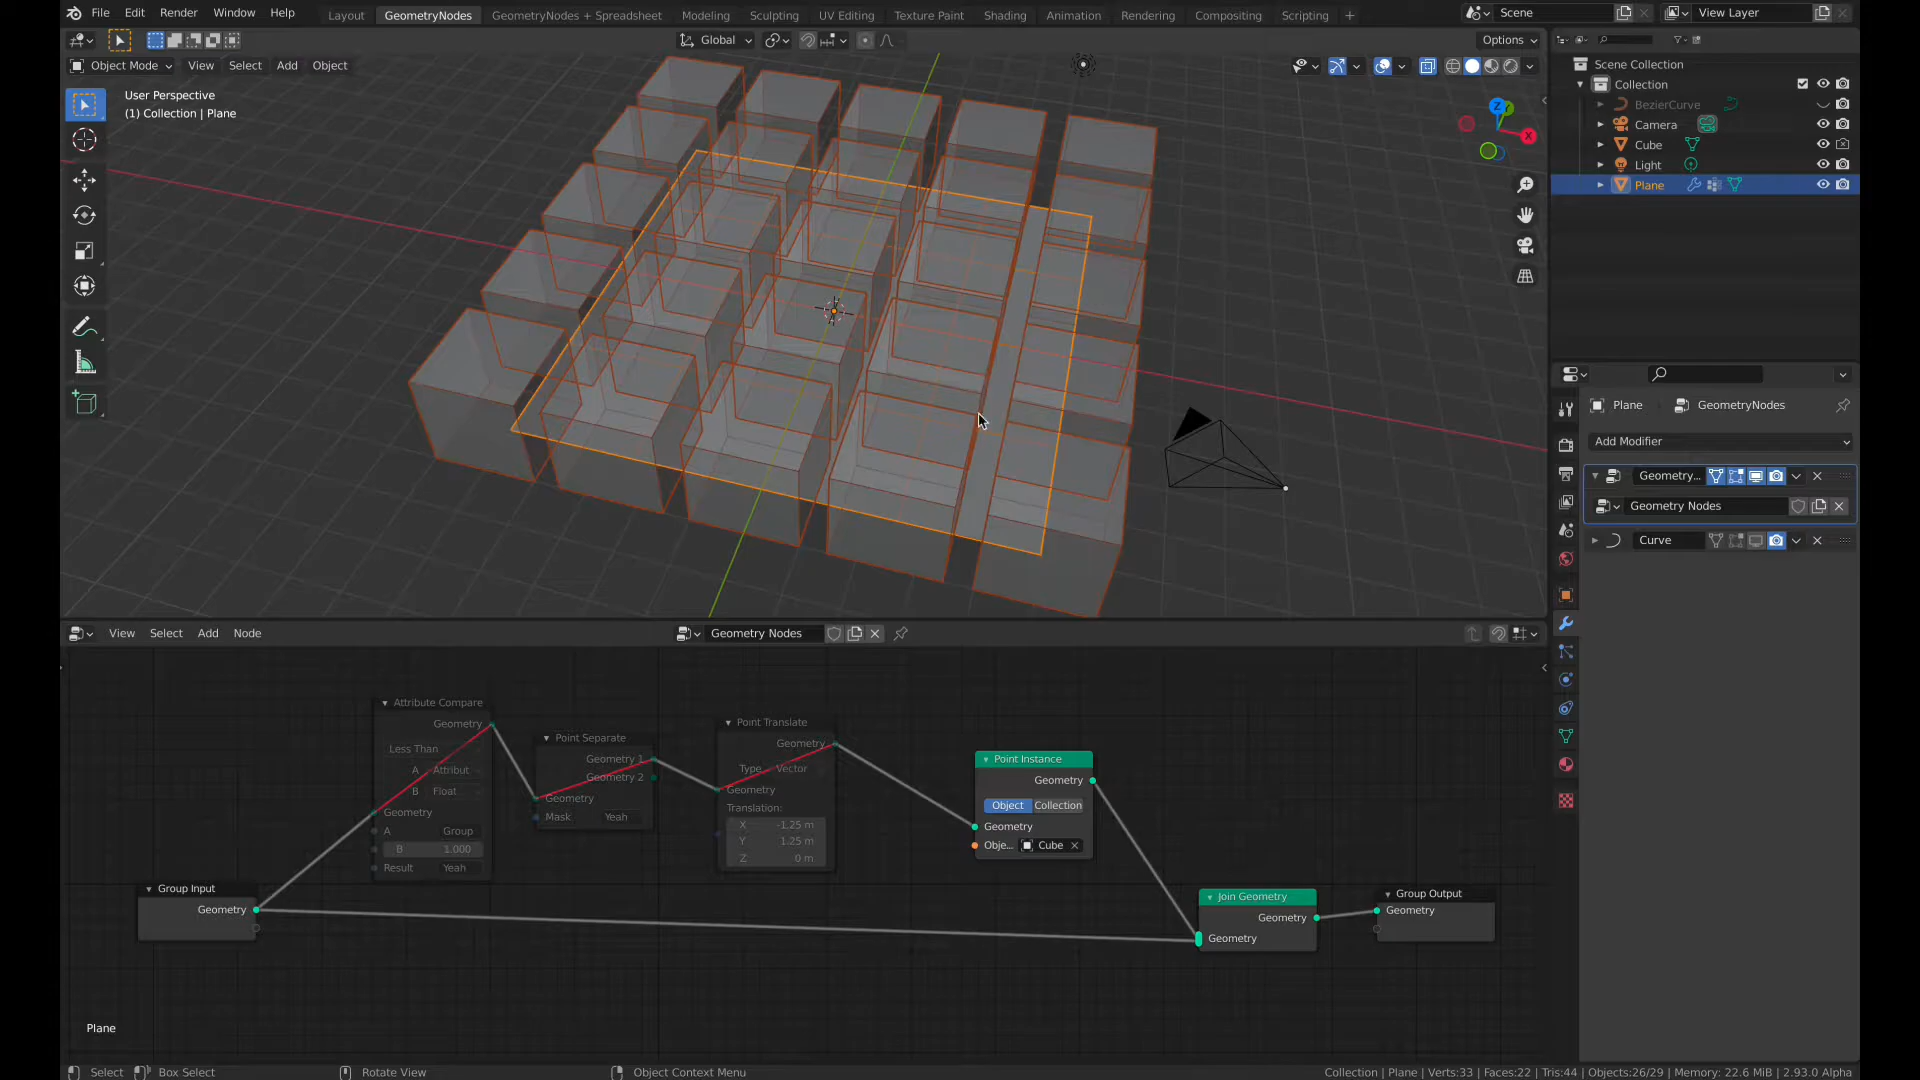 File Edit Render Window Help
Layout GeometryNodes GeometryNodes + Spreadsheet Modeling Sculpting UV Editing Texture Paint Shading Animation Rendering Compositing Scripting +
Scene
View Layer
Global
Options
Object Mode View Select Add Object
User Perspective
(1) Collection | Plane
Z
Y
X
Scene Collection
Collection
BezierCurve
Camera
Cube
Light
Plane
Plane GeometryNodes
Add Modifier
Geometry...
Geometry Nodes
Curve
View Select Add Node
Geometry Nodes
Attribute Compare
Geometry
Less Than
A Attribut
B Float
Geometry
A Group
B 1.000
Result Yeah
Point Separate
Geometry 1
Geometry 2
Geometry
Mask Yeah
Point Translate
Geometry
Type Vector
Geometry
Translation:
X -1.25 m
Y 1.25 m
Z 0 m
Point Instance
Geometry
Object Collection
Geometry
Obje... Cube
Group Input
Geometry
Join Geometry
Geometry
Geometry
Group Output
Geometry
Plane
Select Box Select Rotate View Object Context Menu
Collection | Plane | Verts:33 | Faces:22 | Tris:44 | Objects:26/29 | Memory: 22.6 MiB | 2.93.0 Alpha